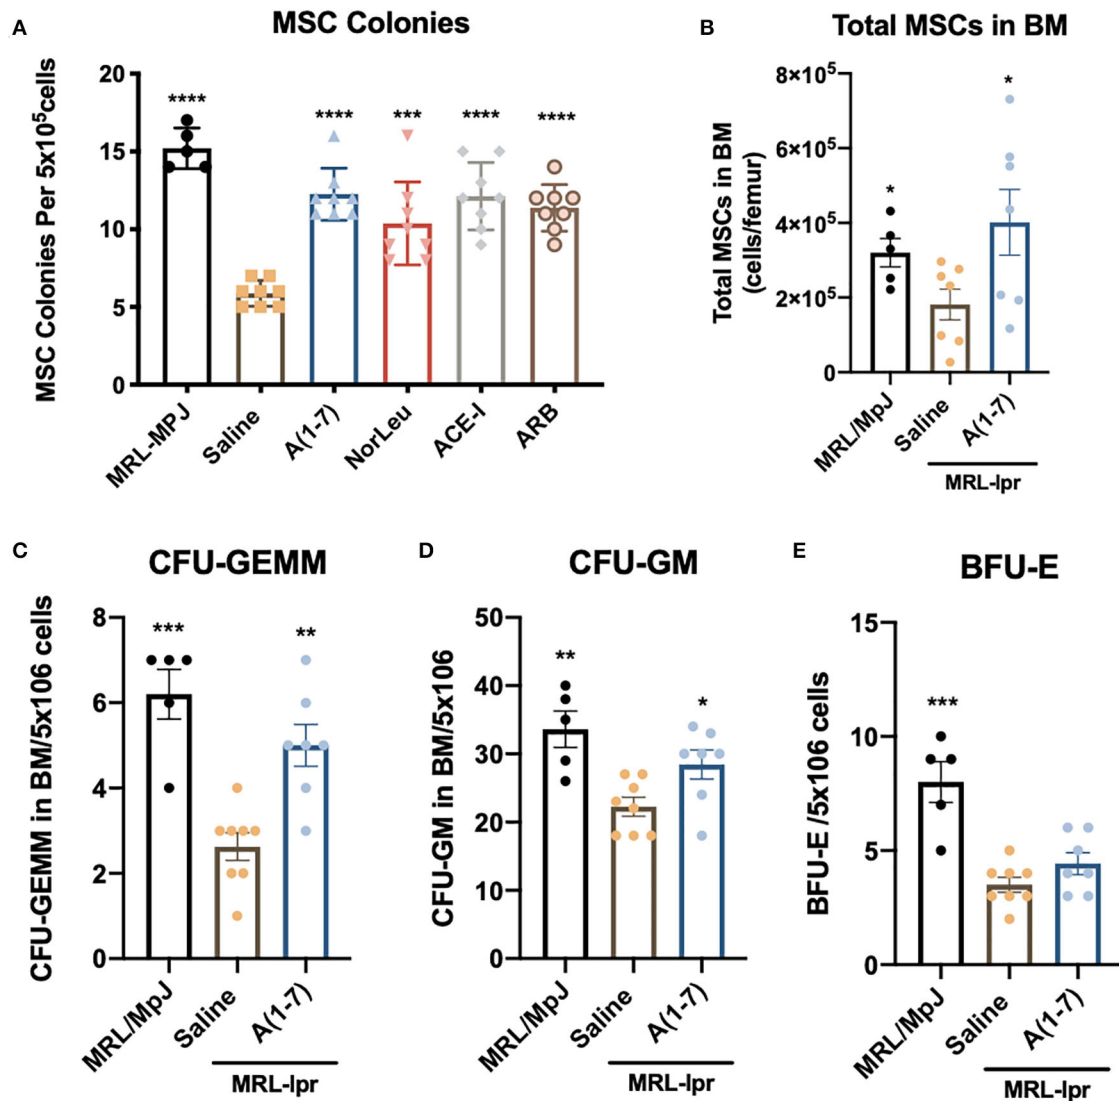 A
MSC Colonies
MSC Colonies Per 5x10⁵cells
20
15
10
5
0
****
****
***
****
****
MRL-MPJ
Saline
A(1-7)
NorLeu
ACE-I
ARB
B
Total MSCs in BM
Total MSCs in BM
(cells/femur)
8×10⁵
6×10⁵
4×10⁵
2×10⁵
0
*
*
MRL/MpJ
Saline
A(1-7)
MRL-lpr
C
CFU-GEMM
CFU-GEMM in BM/5x106 cells
8
6
4
2
0
***
**
MRL/MpJ
Saline
A(1-7)
MRL-lpr
D
CFU-GM
CFU-GM in BM/5x106
50
40
30
20
10
0
**
*
MRL/MpJ
Saline
A(1-7)
MRL-lpr
E
BFU-E
BFU-E /5x106 cells
15
10
5
0
***
MRL/MpJ
Saline
A(1-7)
MRL-lpr